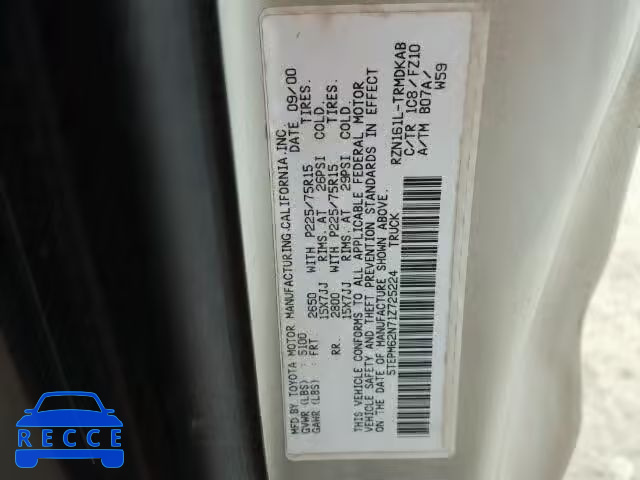 MFD BY TOYOTA MOTOR MANUFACTURING,CALIFORNIA,INC. 09/00
GVWR (LBS) : 5100
GAWR (LBS) : FRT 2650 WITH P225/75R15 TIRES.
15X7JJ RIMS. AT 26PSI COLD.
RR. 2800 WITH P225/75R15 TIRES.
15X7JJ RIMS. AT 29PSI COLD.
THIS VEHICLE CONFORMS TO ALL APPLICABLE FEDERAL MOTOR
VEHICLE SAFETY AND THEFT PREVENTION STANDARDS IN EFFECT
ON THE DATE OF MANUFACTURE SHOWN ABOVE.
5TEPM62N71Z725224 TRUCK
RZN161L-TRMDKAB
C/TR 1C8/FZ10
A/TM B07A/
W59
RECCE